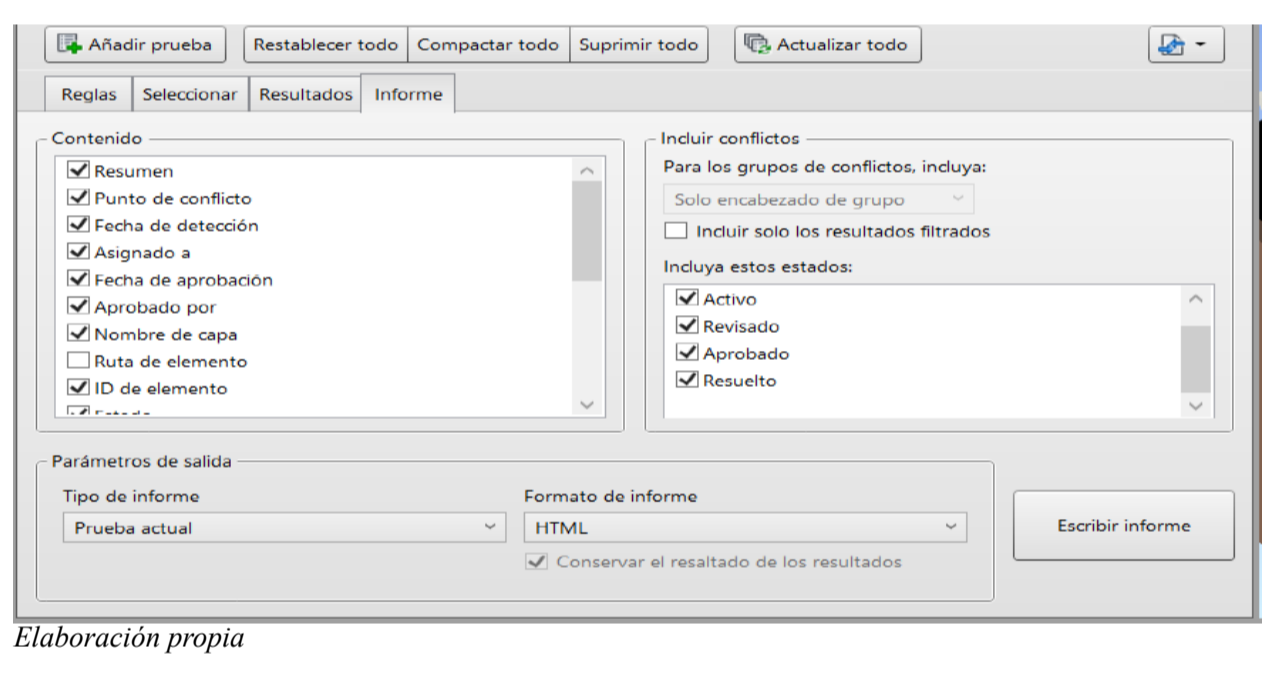 Añadir prueba Restablecer todo Compactar todo Suprimir todo Actualizar todo
Reglas Seleccionar Resultados Informe
Contenido
Resumen
Punto de conflicto
Fecha de detección
Asignado a
Fecha de aprobación
Aprobado por
Nombre de capa
Ruta de elemento
ID de elemento
Incluir conflictos
Para los grupos de conflictos, incluya:
Solo encabezado de grupo
Incluir solo los resultados filtrados
Incluya estos estados:
Activo
Revisado
Aprobado
Resuelto
Parámetros de salida
Tipo de informe
Prueba actual
Formato de informe
HTML
Conservar el resaltado de los resultados
Escribir informe
Elaboración propia